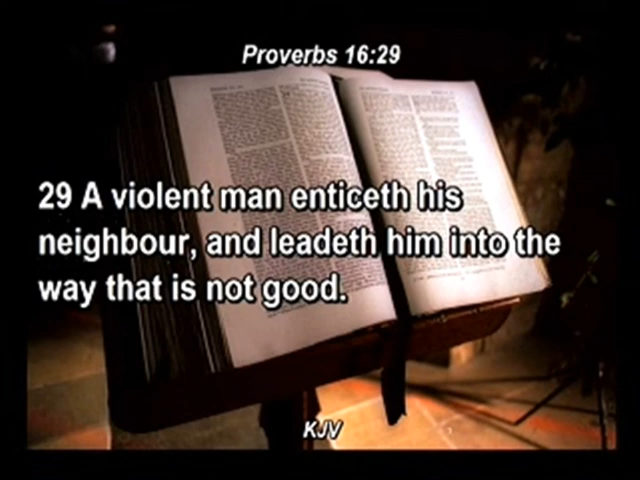 Proverbs 16:29
29 A violent man enticeth his
neighbour, and leadeth him into the
way that is not good.
KJV